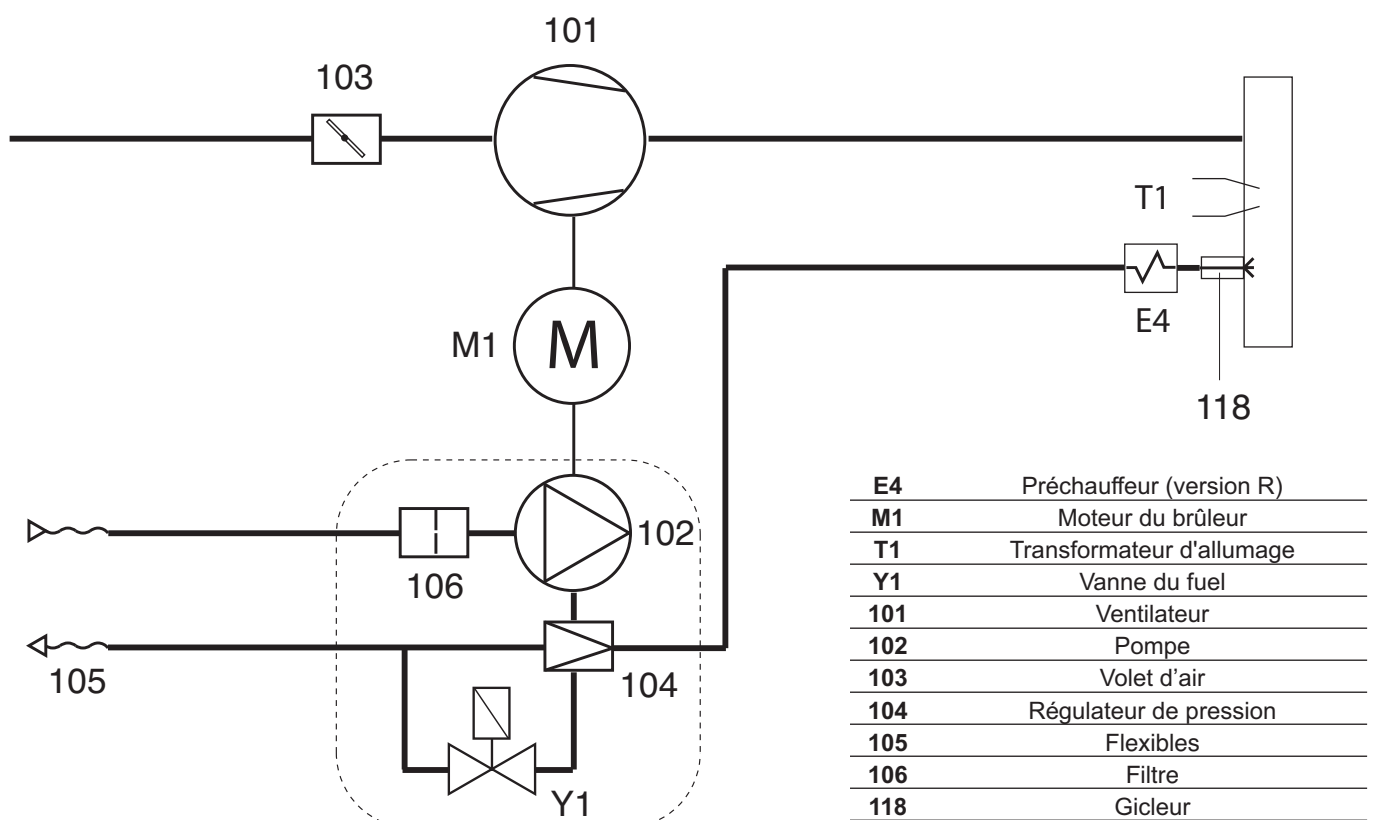 101
103
T1
E4
M1
M
118
102
106
105
104
Y1
E4 Préchauffeur (version R)
M1 Moteur du brûleur
T1 Transformateur d'allumage
Y1 Vanne du fuel
101 Ventilateur
102 Pompe
103 Volet d’air
104 Régulateur de pression
105 Flexibles
106 Filtre
118 Gicleur